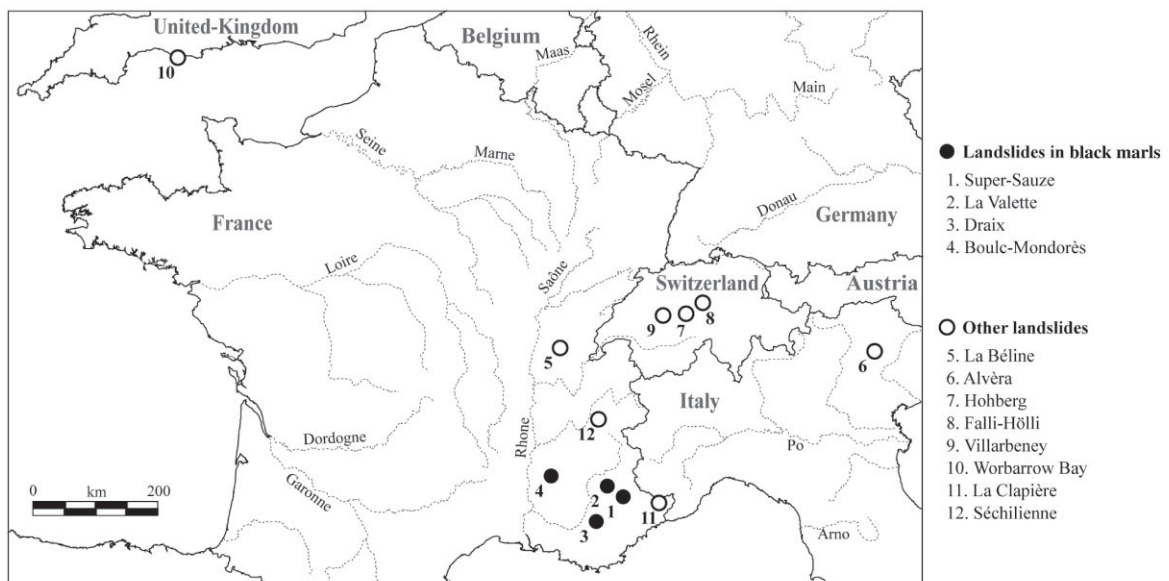 United-Kingdom
10
Belgium
Maas
Rhein
Mosel
Main
Seine
Marne
France
Donau
Germany
Loire
Saône
Switzerland
Austria
9
7
8
5
6
Italy
12
Rhone
Dordogne
Po
Garonne
4
2
1
11
3
Arno
0 km 200
Landslides in black marls
1. Super-Sauze
2. La Valette
3. Draix
4. Boulc-Mondorès
Other landslides
5. La Béline
6. Alvèra
7. Hohberg
8. Falli-Hölli
9. Villarbeney
10. Worbarrow Bay
11. La Clapière
12. Séchilienne